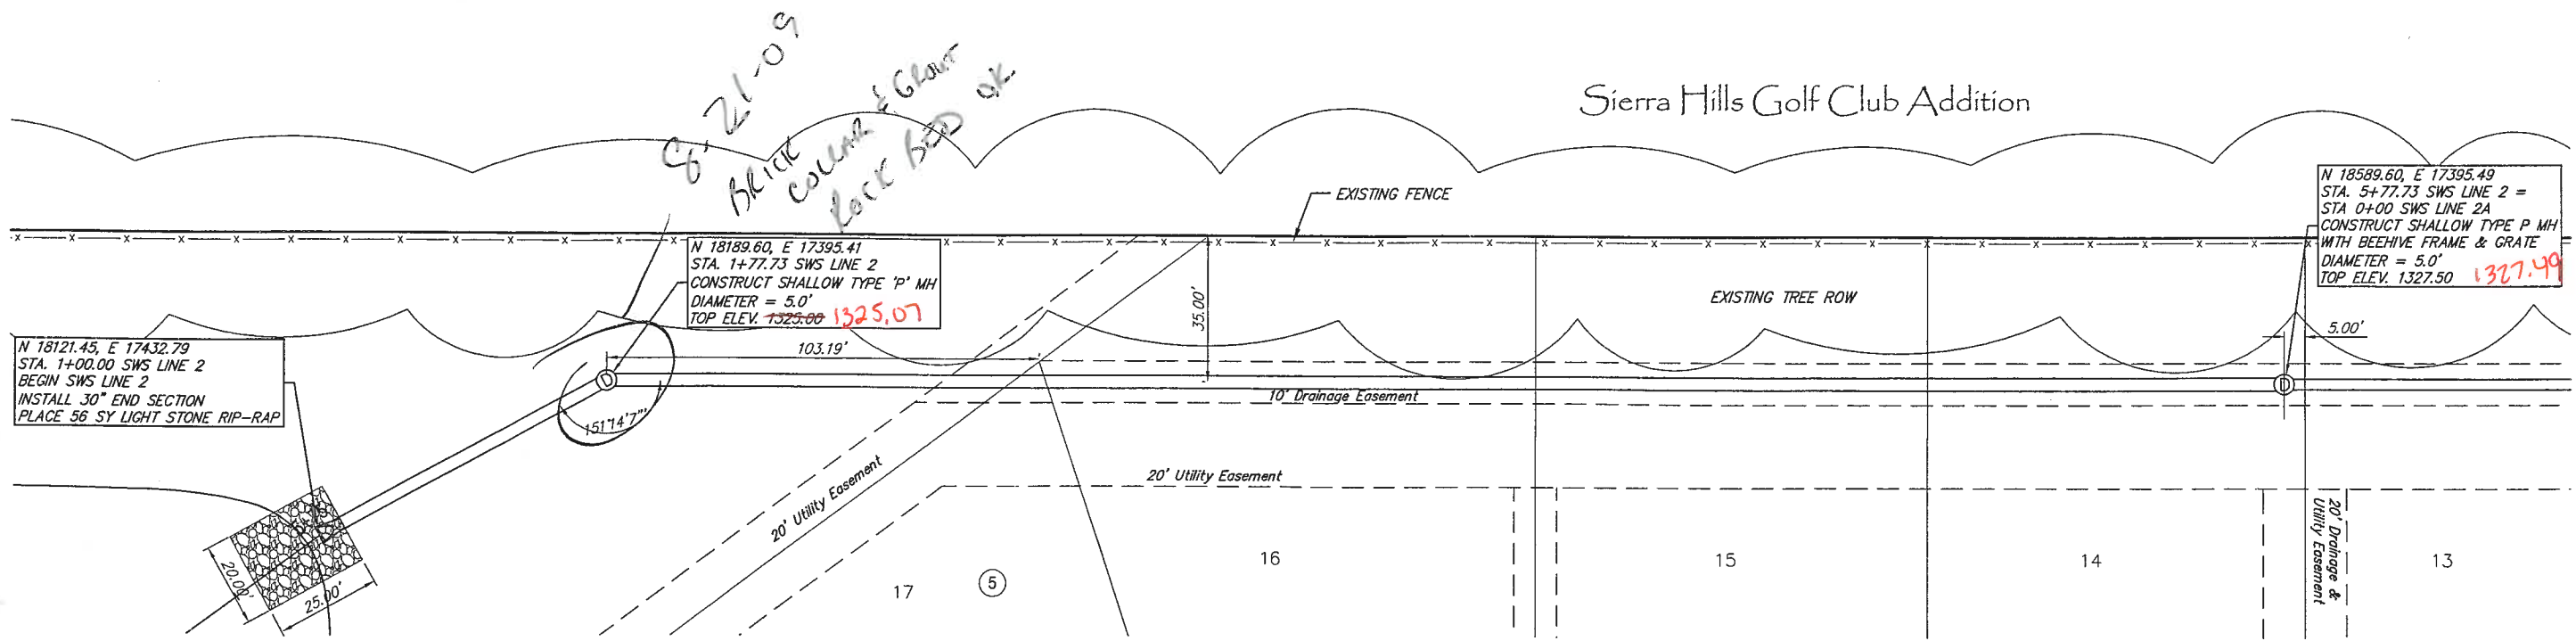 8-21-09
BRICK
COLLAR & GROUT
ROCK BED OK
Sierra Hills Golf Club Addition
EXISTING FENCE
N 18589.60, E 17395.49
STA. 5+77.73 SWS LINE 2 =
STA 0+00 SWS LINE 2A
CONSTRUCT SHALLOW TYPE P MH
WITH BEEHIVE FRAME & GRATE
DIAMETER = 5.0'
TOP ELEV. 1327.50 1327.49
N 18189.60, E 17395.41
STA. 1+77.73 SWS LINE 2
CONSTRUCT SHALLOW TYPE 'P' MH
DIAMETER = 5.0'
TOP ELEV. 1325.00 1325.07
EXISTING TREE ROW
35.00'
5.00'
N 18121.45, E 17432.79
STA. 1+00.00 SWS LINE 2
BEGIN SWS LINE 2
INSTALL 30" END SECTION
PLACE 56 SY LIGHT STONE RIP-RAP
103.19'
D
D
10' Drainage Easement
151°14'7"
20' Utility Easement
20' Utility Easement
20' Drainage &
Utility Easement
20.00'
25.00'
17
5
16
15
14
13
x x x x x x x x x x x x x x x x x x x x x x x x x x x x x x x x x x x x x x x x